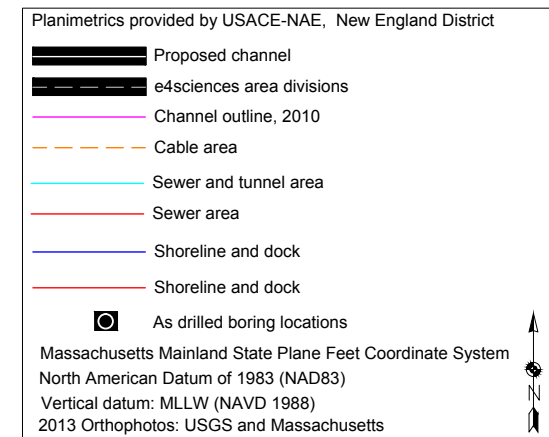 Planimetrics provided by USACE-NAE, New England District
Proposed channel
e4sciences area divisions
Channel outline, 2010
Cable area
Sewer and tunnel area
Sewer area
Shoreline and dock
Shoreline and dock
As drilled boring locations
Massachusetts Mainland State Plane Feet Coordinate System
North American Datum of 1983 (NAD83)
Vertical datum: MLLW (NAVD 1988)
2013 Orthophotos: USGS and Massachusetts
N